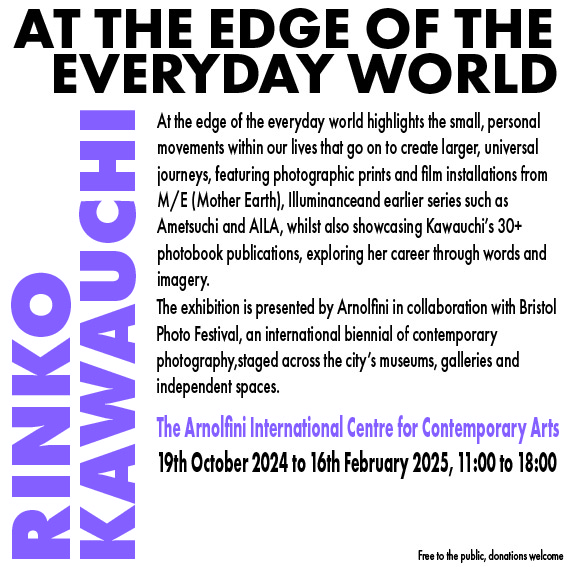 AT THE EDGE OF THE
EVERYDAY WORLD
RINKO
KAWAUCHI
At the edge of the everyday world highlights the small, personal
movements within our lives that go on to create larger, universal
journeys, featuring photographic prints and film installations from
M/E (Mother Earth), Illuminanceand earlier series such as
Ametsuchi and AILA, whilst also showcasing Kawauchi's 30+
photobook publications, exploring her career through words and
imagery.
The exhibition is presented by Arnolfini in collaboration with Bristol
Photo Festival, an international biennial of contemporary
photography,staged across the city's museums, galleries and
independent spaces.
The Arnolfini International Centre for Contemporary Arts
19th October 2024 to 16th February 2025, 11:00 to 18:00
Free to the public, donations welcome